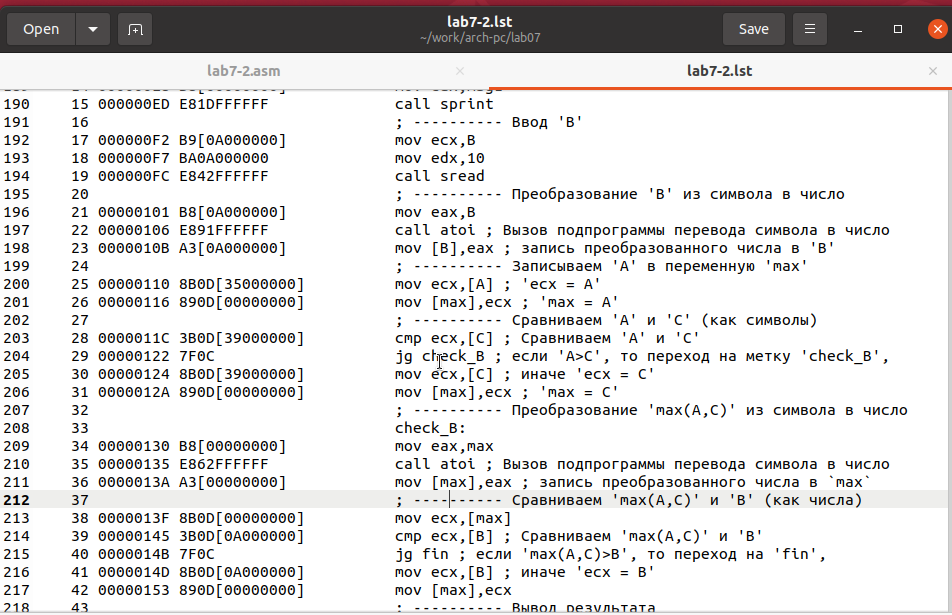 Open
lab7-2.lst
~/work/arch-pc/lab07
Save
lab7-2.asm
lab7-2.lst
190 15 000000ED E81DFFFFFF call sprint
191 16 ; ---------- Ввод 'B'
192 17 000000F2 B9[0A000000] mov ecx,B
193 18 000000F7 BA0A000000 mov edx,10
194 19 000000FC E842FFFFFF call sread
195 20 ; ---------- Преобразование 'B' из символа в число
196 21 00000101 B8[0A000000] mov eax,B
197 22 00000106 E891FFFFFF call atoi ; Вызов подпрограммы перевода символа в число
198 23 0000010B A3[0A000000] mov [B],eax ; запись преобразованного числа в 'B'
199 24 ; ---------- Записываем 'A' в переменную 'max'
200 25 00000110 8B0D[35000000] mov ecx,[A] ; 'ecx = A'
201 26 00000116 890D[00000000] mov [max],ecx ; 'max = A'
202 27 ; ---------- Сравниваем 'A' и 'С' (как символы)
203 28 0000011C 3B0D[39000000] cmp ecx,[C] ; Сравниваем 'A' и 'С'
204 29 00000122 7F0C jg check_B ; если 'A>C', то переход на метку 'check_B',
205 30 00000124 8B0D[39000000] mov ecx,[C] ; иначе 'ecx = C'
206 31 0000012A 890D[00000000] mov [max],ecx ; 'max = C'
207 32 ; ---------- Преобразование 'max(A,C)' из символа в число
208 33 check_B:
209 34 00000130 B8[00000000] mov eax,max
210 35 00000135 E862FFFFFF call atoi ; Вызов подпрограммы перевода символа в число
211 36 0000013A A3[00000000] mov [max],eax ; запись преобразованного числа в `max`
212 37 ; ---------- Сравниваем 'max(A,C)' и 'B' (как числа)
213 38 0000013F 8B0D[00000000] mov ecx,[max]
214 39 00000145 3B0D[0A000000] cmp ecx,[B] ; Сравниваем 'max(A,C)' и 'B'
215 40 0000014B 7F0C jg fin ; если 'max(A,C)>B', то переход на 'fin',
216 41 0000014D 8B0D[0A000000] mov ecx,[B] ; иначе 'ecx = B'
217 42 00000153 890D[00000000] mov [max],ecx
218 43 ; ---------- Вывод результата